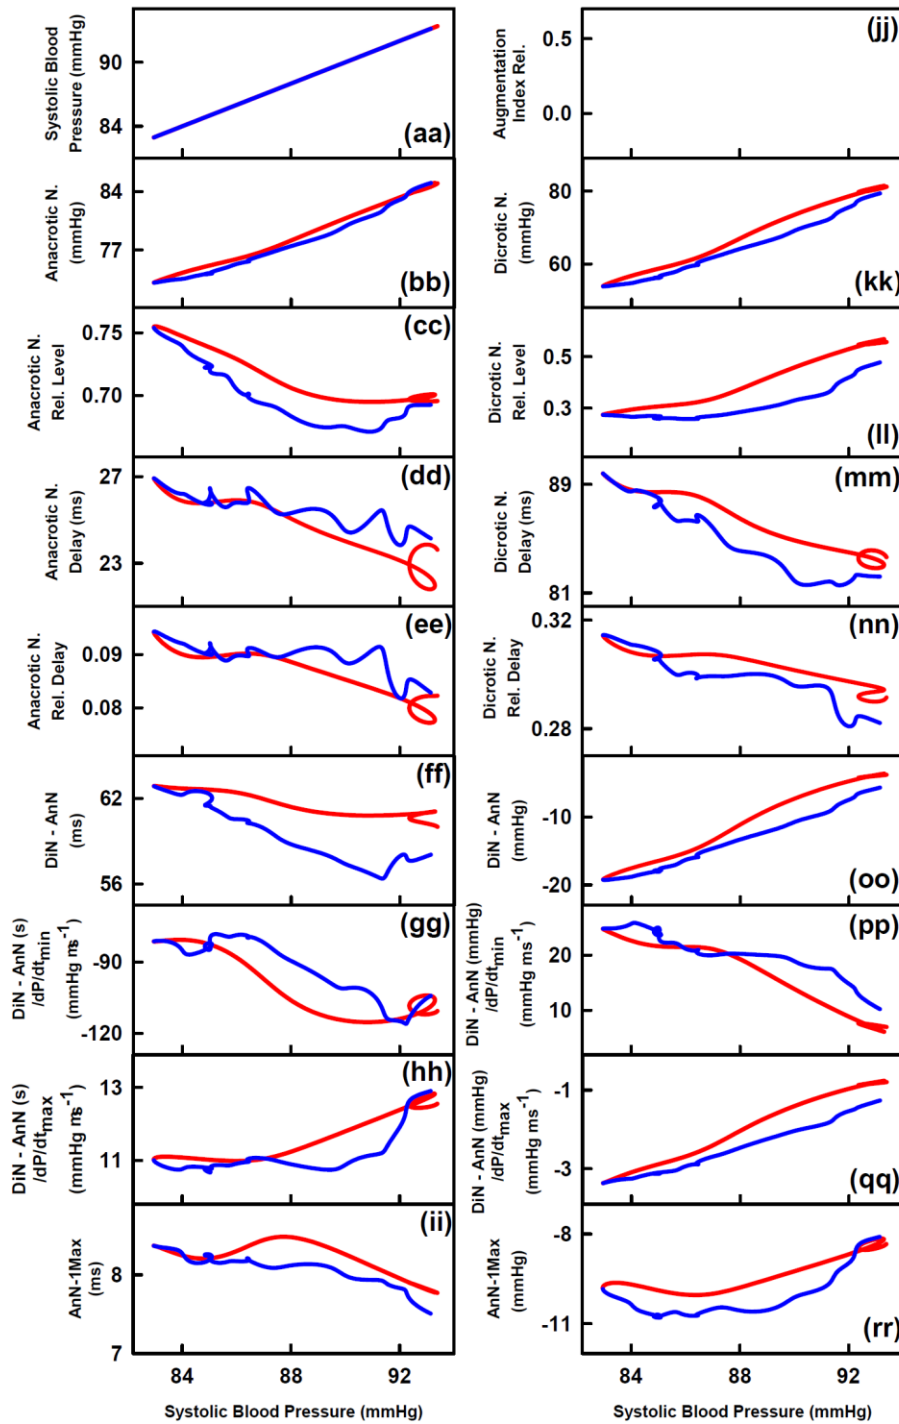 Systolic Blood
Pressure (mmHg)
90
84
(aa)
Augmentation
Index Rel.
0.5
0.0
(jj)
Anacrotic N.
(mmHg)
84
77
(bb)
Dicrotic N.
(mmHg)
80
60
(kk)
Anacrotic N.
Rel. Level
0.75
0.70
(cc)
Dicrotic N.
Rel. Level
0.5
0.3
(ll)
Anacrotic N.
Delay (ms)
27
23
(dd)
Dicrotic N.
Delay (ms)
89
81
(mm)
Anacrotic N.
Rel. Delay
0.09
0.08
(ee)
Dicrotic N.
Rel. Delay
0.32
0.28
(nn)
DiN - AnN
(ms)
62
56
(ff)
DiN - AnN
(mmHg)
-10
-20
(oo)
DiN - AnN (s)
/dP/dtmin
(mmHg ms-1)
-90
-120
(gg)
DiN - AnN (mmHg)
/dP/dtmin
(mmHg ms-1)
20
10
(pp)
DiN - AnN (s)
/dP/dtmax
(mmHg ms-1)
13
11
(hh)
DiN - AnN (mmHg)
/dP/dtmax
(mmHg ms-1)
-1
-3
(qq)
AnN-1Max
(ms)
8
7
(ii)
AnN-1Max
(mmHg)
-8
-11
(rr)
84 88 92
Systolic Blood Pressure (mmHg)
84 88 92
Systolic Blood Pressure (mmHg)